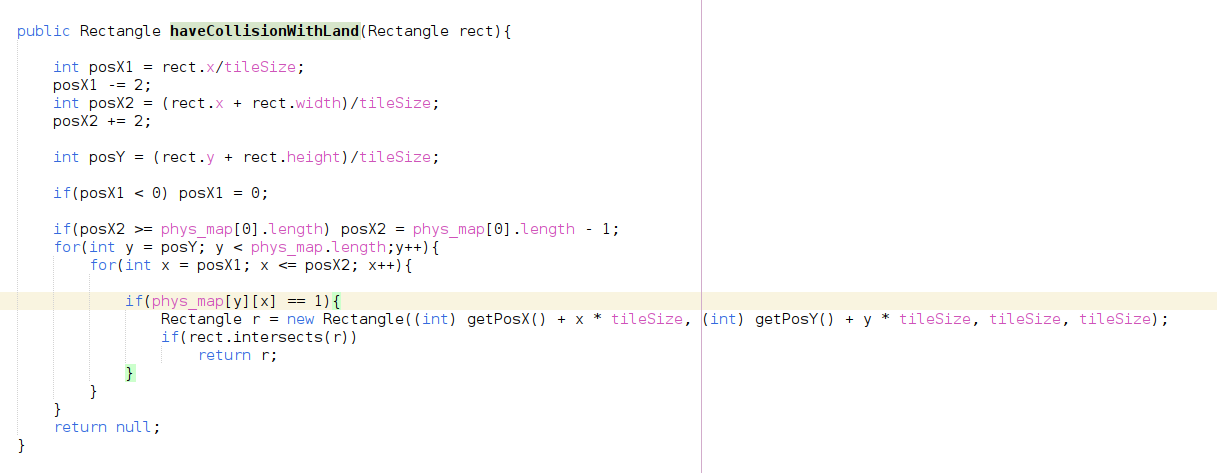 public Rectangle haveCollisionWithLand(Rectangle rect){
int posX1 = rect.x/tileSize;
posX1 -= 2;
int posX2 = (rect.x + rect.width)/tileSize;
posX2 += 2;
int posY = (rect.y + rect.height)/tileSize;
if(posX1 < 0) posX1 = 0;
if(posX2 >= phys_map[0].length) posX2 = phys_map[0].length - 1;
for(int y = posY; y < phys_map.length;y++){
for(int x = posX1; x <= posX2; x++){
if(phys_map[y][x] == 1){
Rectangle r = new Rectangle((int) getPosX() + x * tileSize, (int) getPosY() + y * tileSize, tileSize, tileSize);
if(rect.intersects(r))
return r;
}
}
}
return null;
}